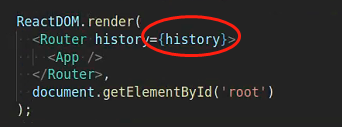 ReactDOM.render(
  <Router history={history}>
    <App />
  </Router>,
  document.getElementById('root')
);